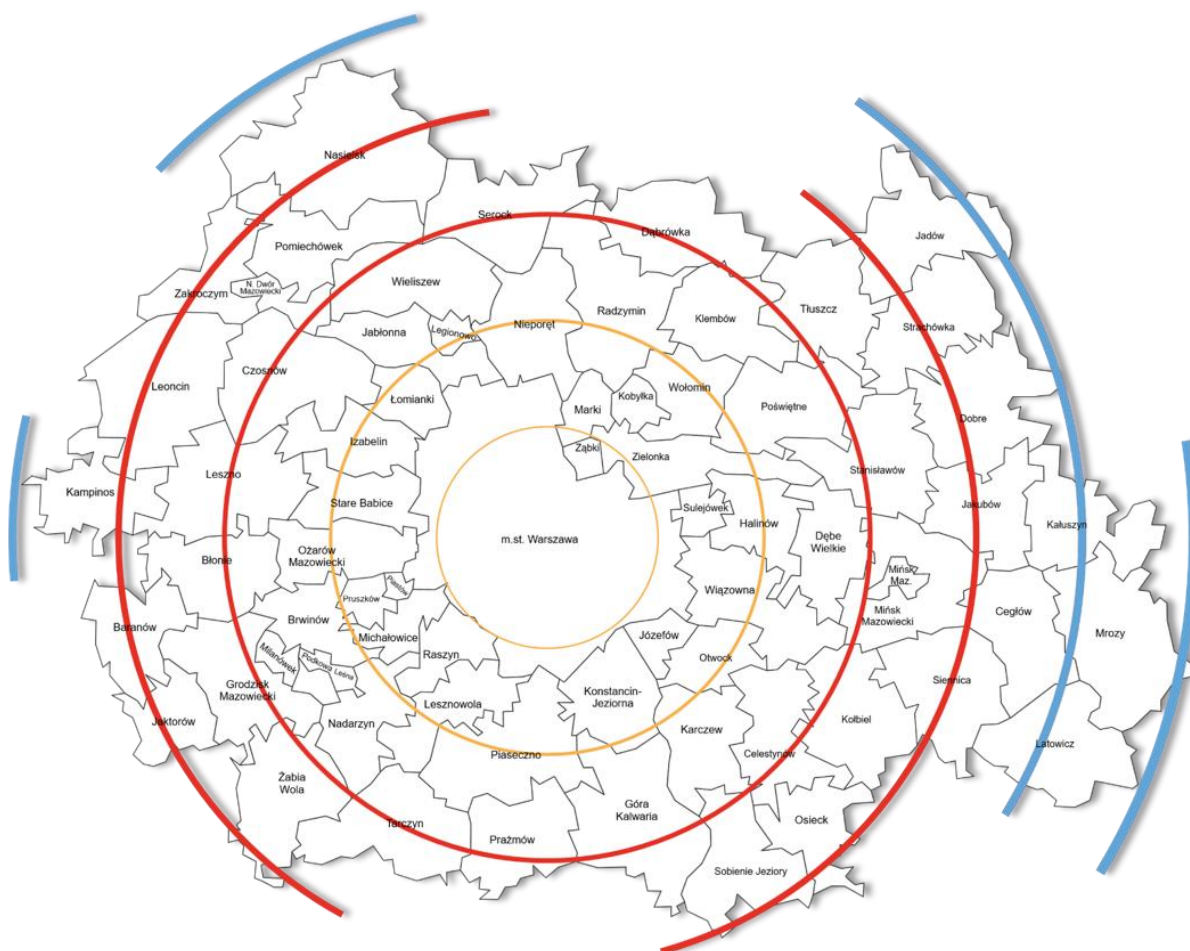 Nasielsk
Serock
Dąbrówka
Jadów
Pomiechówek
Wieliszew
N. Dwór
Mazowiecki
Zakroczym
Radzymin
Klembów
Tłuszcz
Strachówka
Jabłonna
Legionowo
Nieporęt
Czosnów
Leoncin
Łomianki
Kobyłka
Wołomin
Marki
Poświętne
Dobre
Izabelin
Ząbki
Zielonka
Stanisławów
Leszno
Kampinos
Stare Babice
Sulejówek
Halinów
Jakubów
Kałuszyn
m.st. Warszawa
Dębe
Wielkie
Błonie
Ożarów
Mazowiecki
Mińsk
Maz.
Piastów
Pruszków
Wiązowna
Mińsk
Mazowiecki
Cegłów
Mrozy
Baranów
Brwinów
Michałowice
Józefów
Raszyn
Otwock
Milanówek
Podkowa Leśna
Grodzisk
Mazowiecki
Siennica
Konstancin-
Jeziorna
Lesznowola
Jaktorów
Nadarzyn
Karczew
Kołbiel
Latowicz
Piaseczno
Celestynów
Żabia
Wola
Góra
Kalwaria
Tarczyn
Osieck
Prażmów
Sobienie Jeziory